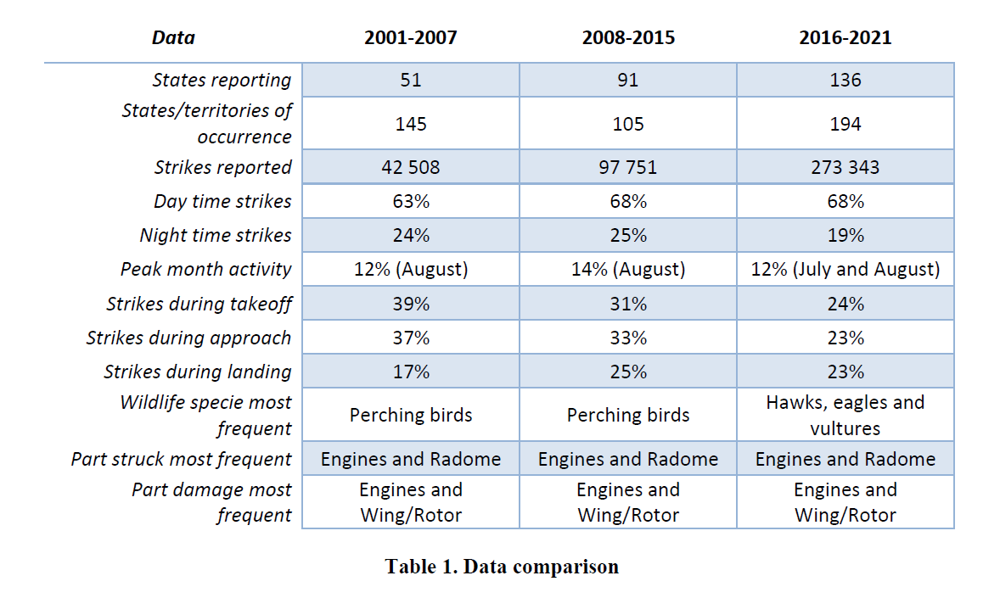 Data 2001-2007 2008-2015 2016-2021
States reporting 51 91 136
States/territories of
occurrence 145 105 194
Strikes reported 42 508 97 751 273 343
Day time strikes 63% 68% 68%
Night time strikes 24% 25% 19%
Peak month activity 12% (August) 14% (August) 12% (July and August)
Strikes during takeoff 39% 31% 24%
Strikes during approach 37% 33% 23%
Strikes during landing 17% 25% 23%
Wildlife specie most
frequent Perching birds Perching birds Hawks, eagles and
vultures
Part struck most frequent Engines and Radome Engines and Radome Engines and Radome
Part damage most Engines and Engines and Engines and
frequent Wing/Rotor Wing/Rotor Wing/Rotor
Table 1. Data comparison